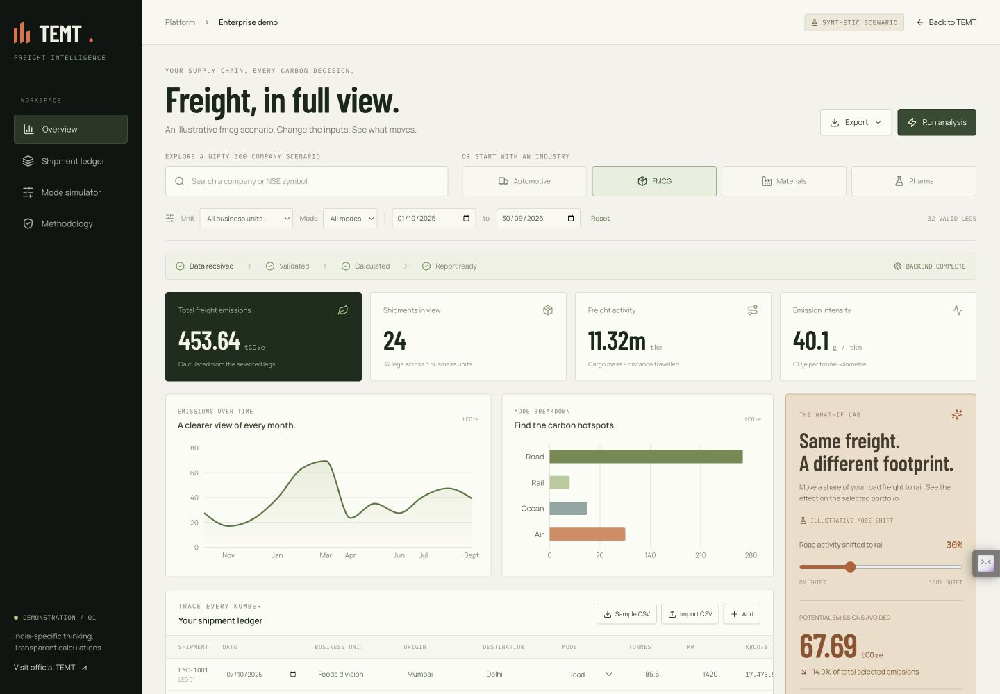 TEMT.
FREIGHT INTELLIGENCE
WORKSPACE
Overview
Shipment ledger
Mode simulator
Methodology
DEMONSTRATION / 01
India-specific thinking.
Transparent calculations.
Visit official TEMT
Platform > Enterprise demo
SYNTHETIC SCENARIO
Back to TEMT
YOUR SUPPLY CHAIN. EVERY CARBON DECISION.
Freight, in full view.
An illustrative fmcg scenario. Change the inputs. See what moves.
Export
Run analysis
EXPLORE A NIFTY 500 COMPANY SCENARIO
Search a company or NSE symbol
OR START WITH AN INDUSTRY
Automotive
FMCG
Materials
Pharma
Unit All business units Mode All modes 01/10/2025 to 30/09/2026 Reset
32 VALID LEGS
Data received > Validated > Calculated > Report ready
BACKEND COMPLETE
Total freight emissions
453.64 tCO₂e
Calculated from the selected legs
Shipments in view
24
32 legs across 3 business units
Freight activity
11.32m tkm
Cargo mass × distance travelled
Emission intensity
40.1 g / tkm
CO₂e per tonne-kilometre
EMISSIONS OVER TIME
A clearer view of every month.
tCO₂e
80
60
40
20
0
Nov Jan Mar Apr Jun Jul Sept
MODE BREAKDOWN
Find the carbon hotspots.
tCO₂e
Road
Rail
Ocean
Air
0 70 140 210 280
THE WHAT-IF LAB
Same freight.
A different footprint.
Move a share of your road freight to rail. See the
effect on the selected portfolio.
ILLUSTRATIVE MODE SHIFT
Road activity shifted to rail 30%
0% SHIFT 100% SHIFT
POTENTIAL EMISSIONS AVOIDED
67.69 tCO₂e
14.9% of total selected emissions
TRACE EVERY NUMBER
Your shipment ledger
Sample CSV
Import CSV
Add
SHIPMENT DATE BUSINESS UNIT ORIGIN DESTINATION MODE TONNES KM kgCO₂e
FMC-1001 07/10/2025 Foods division Mumbai Delhi Road 185.6 1420 17,473.
LEG 01